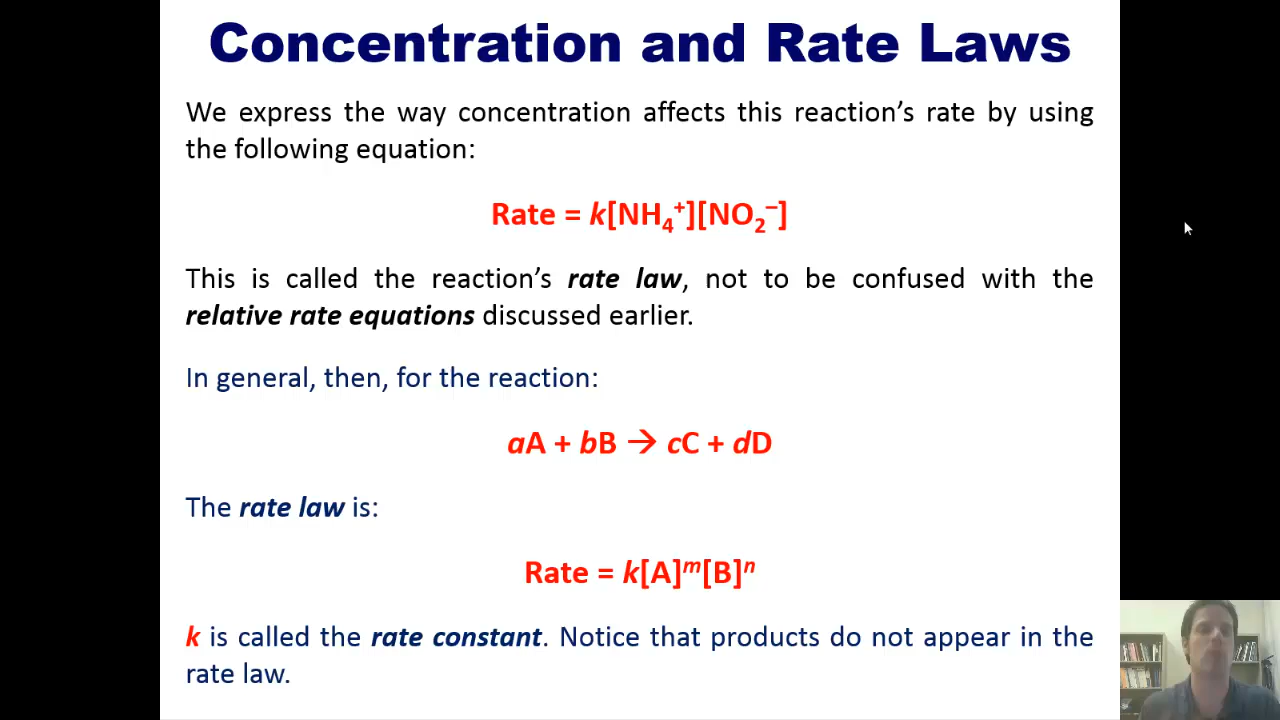 Concentration and Rate Laws
We express the way concentration affects this reaction’s rate by using
the following equation:
Rate = k[NH₄⁺][NO₂⁻]
This is called the reaction’s rate law, not to be confused with the
relative rate equations discussed earlier.
In general, then, for the reaction:
aA + bB → cC + dD
The rate law is:
Rate = k[A]ᵐ[B]ⁿ
k is called the rate constant. Notice that products do not appear in the
rate law.